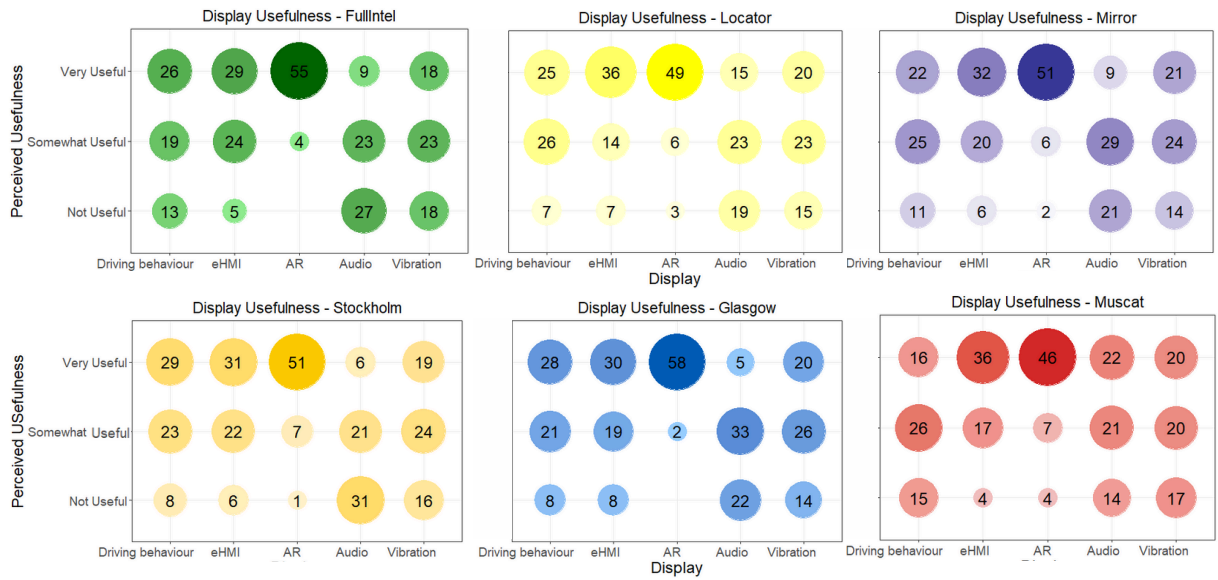 Display Usefulness - FullIntel
Display Usefulness - Locator
Display Usefulness - Mirror
Perceived Usefulness
Very Useful
26 29 55 9 18
25 36 49 15 20
22 32 51 9 21
Somewhat Useful
19 24 4 23 23
26 14 6 23 23
25 20 6 29 24
Not Useful
13 5 27 18
7 7 3 19 15
11 6 2 21 14
Driving behaviour eHMI AR Audio Vibration
Driving behaviour eHMI AR Audio Vibration
Driving behaviour eHMI AR Audio Vibration
Display
Display Usefulness - Stockholm
Display Usefulness - Glasgow
Display Usefulness - Muscat
Perceived USefulness
Very Useful
29 31 51 6 19
28 30 58 5 20
16 36 46 22 20
Somewhat Useful
23 22 7 21 24
21 19 2 33 26
26 17 7 21 20
Not Useful
8 6 1 31 16
8 8 22 14
15 4 4 14 17
Driving behaviour eHMI AR Audio Vibration
Driving behaviour eHMI AR Audio Vibration
Driving behaviour eHMI AR Audio Vibration
Display